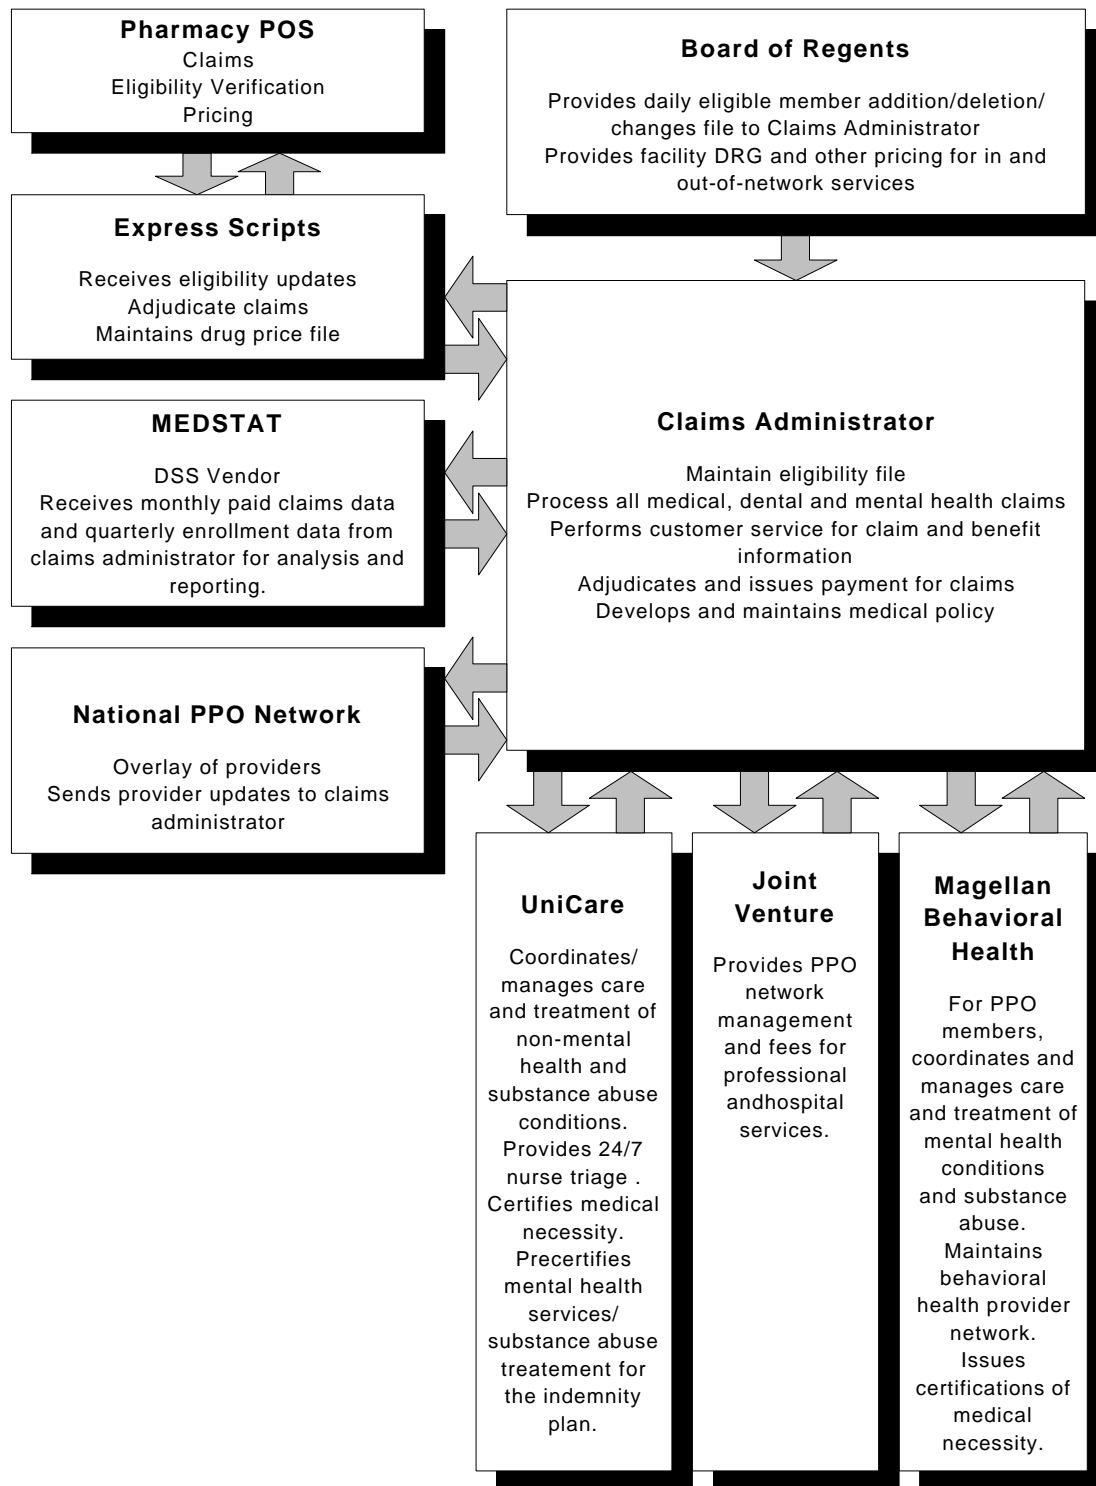 Pharmacy POS
Claims
Eligibility Verification
Pricing
Board of Regents
Provides daily eligible member addition/deletion/
changes file to Claims Administrator
Provides facility DRG and other pricing for in and
out-of-network services
Express Scripts
Receives eligibility updates
Adjudicate claims
Maintains drug price file
MEDSTAT
DSS Vendor
Receives monthly paid claims data
and quarterly enrollment data from
claims administrator for analysis and
reporting.
Claims Administrator
Maintain eligibility file
Process all medical, dental and mental health claims
Performs customer service for claim and benefit
information
Adjudicates and issues payment for claims
Develops and maintains medical policy
National PPO Network
Overlay of providers
Sends provider updates to claims
administrator
UniCare
Coordinates/
manages care
and treatment of
non-mental
health and
substance abuse
conditions.
Provides 24/7
nurse triage .
Certifies medical
necessity.
Precertifies
mental health
services/
substance abuse
treatement for
the indemnity
plan.
Joint
Venture
Provides PPO
network
management
and fees for
professional
andhospital
services.
Magellan
Behavioral
Health
For PPO
members,
coordinates and
manages care
and treatment of
mental health
conditions
and substance
abuse.
Maintains
behavioral
health provider
network.
Issues
certifications of
medical
necessity.